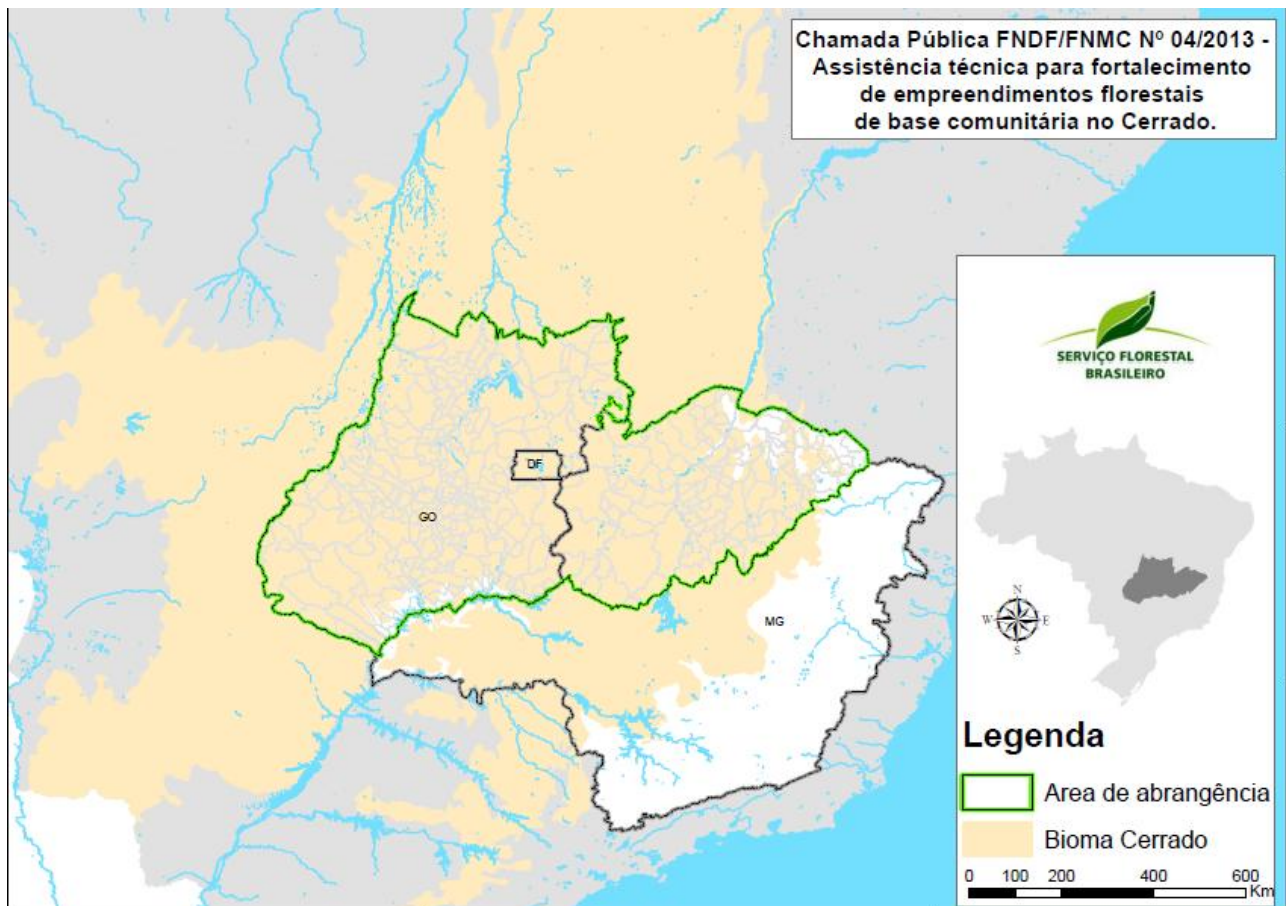 Chamada Pública FNDF/FNMC Nº 04/2013 -
Assistência técnica para fortalecimento
de empreendimentos florestais
de base comunitária no Cerrado.
SERVIÇO FLORESTAL
BRASILEIRO
DF
GO
MG
N
W E
S
Legenda
Area de abrangência
Bioma Cerrado
0 100 200 400 600
Km